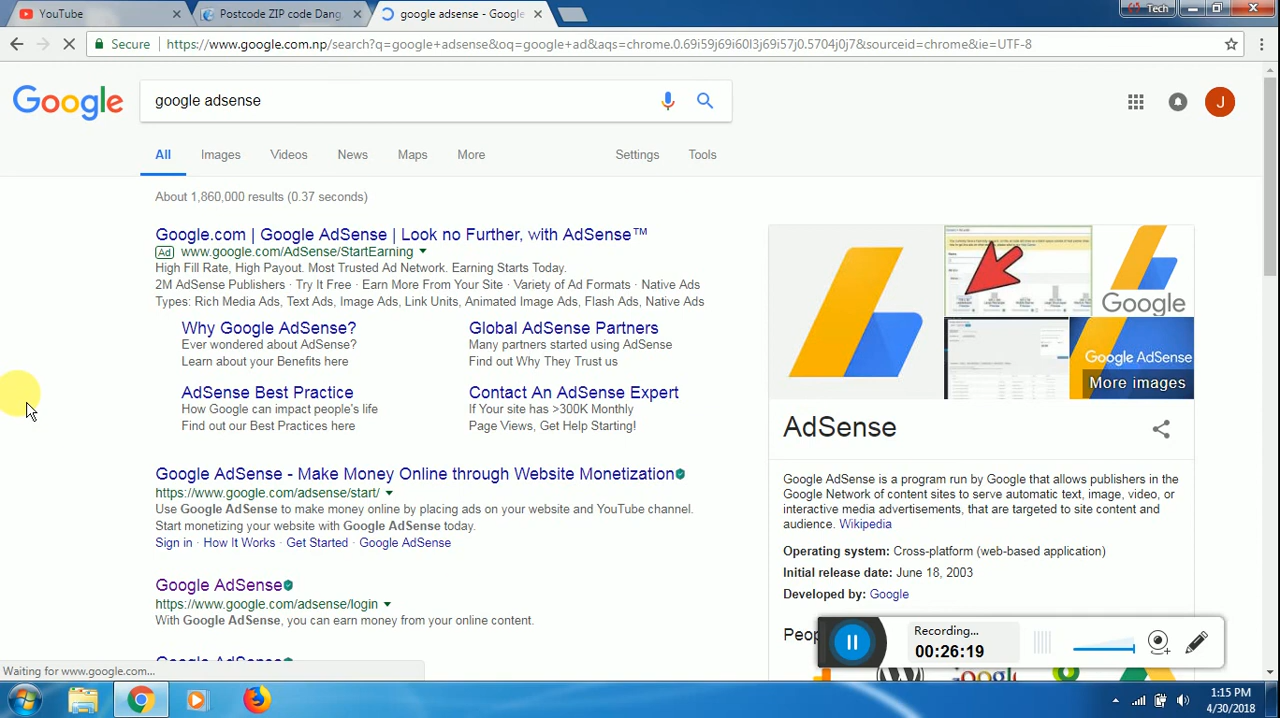 YouTube
Postcode ZIP code Dang
google adsense - Google
Tech
Secure
https://www.google.com.np/search?q=google+adsense&oq=google+ad&aqs=chrome.0.69i59j69i60l3j69i57j0.5704j0j7&sourceid=chrome&ie=UTF-8
Google
google adsense
J
All Images Videos News Maps More Settings Tools
About 1,860,000 results (0.37 seconds)
Google.com | Google AdSense | Look no Further, with AdSense™
Ad www.google.com/AdSense/StartEarning
High Fill Rate, High Payout. Most Trusted Ad Network. Earning Starts Today.
2M AdSense Publishers · Try It Free · Earn More From Your Site · Variety of Ad Formats · Native Ads
Types: Rich Media Ads, Text Ads, Image Ads, Link Units, Animated Image Ads, Flash Ads, Native Ads
Why Google AdSense?
Ever wondered about AdSense?
Learn about your Benefits here
Global AdSense Partners
Many partners started using AdSense
Find out Why They Trust us
AdSense Best Practice
How Google can impact people's life
Find out our Best Practices here
Contact An AdSense Expert
If Your site has >300K Monthly
Page Views, Get Help Starting!
Google AdSense - Make Money Online through Website Monetization
https://www.google.com/adsense/start/
Use Google AdSense to make money online by placing ads on your website and YouTube channel.
Start monetizing your website with Google AdSense today.
Sign in · How It Works · Get Started · Google AdSense
Google AdSense
https://www.google.com/adsense/login
With Google AdSense, you can earn money from your online content.
Google AdSense
Waiting for www.google.com...
Google
Google AdSense
More images
AdSense
Google AdSense is a program run by Google that allows publishers in the
Google Network of content sites to serve automatic text, image, video, or
interactive media advertisements, that are targeted to site content and
audience. Wikipedia
Operating system: Cross-platform (web-based application)
Initial release date: June 18, 2003
Developed by: Google
Recording...
00:26:19
1:15 PM
4/30/2018